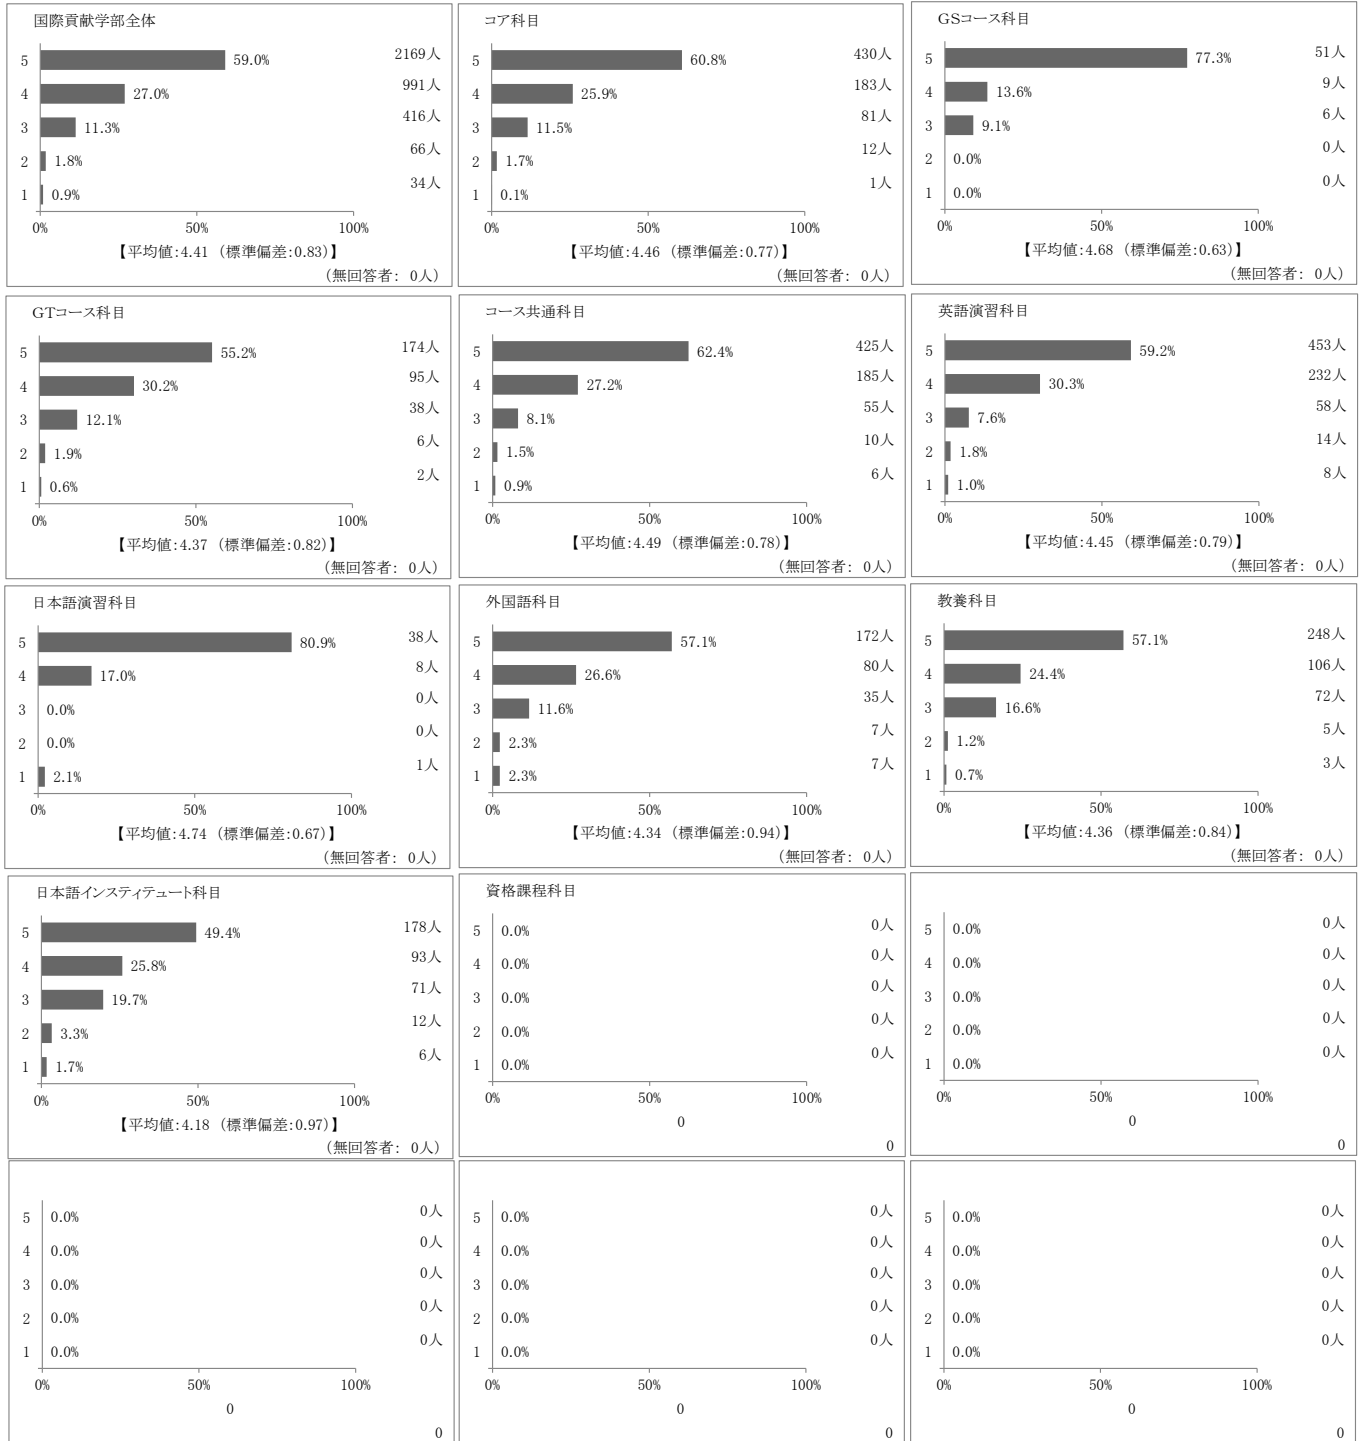 国際貢献学部全体
5 59.0% 2169人
4 27.0% 991人
3 11.3% 416人
2 1.8% 66人
1 0.9% 34人
0% 50% 100%
【平均値:4.41 (標準偏差:0.83)】
(無回答者: 0人)
コア科目
5 60.8% 430人
4 25.9% 183人
3 11.5% 81人
2 1.7% 12人
1 0.1% 1人
0% 50% 100%
【平均値:4.46 (標準偏差:0.77)】
(無回答者: 0人)
GSコース科目
5 77.3% 51人
4 13.6% 9人
3 9.1% 6人
2 0.0% 0人
1 0.0% 0人
0% 50% 100%
【平均値:4.68 (標準偏差:0.63)】
(無回答者: 0人)
GTコース科目
5 55.2% 174人
4 30.2% 95人
3 12.1% 38人
2 1.9% 6人
1 0.6% 2人
0% 50% 100%
【平均値:4.37 (標準偏差:0.82)】
(無回答者: 0人)
コース共通科目
5 62.4% 425人
4 27.2% 185人
3 8.1% 55人
2 1.5% 10人
1 0.9% 6人
0% 50% 100%
【平均値:4.49 (標準偏差:0.78)】
(無回答者: 0人)
英語演習科目
5 59.2% 453人
4 30.3% 232人
3 7.6% 58人
2 1.8% 14人
1 1.0% 8人
0% 50% 100%
【平均値:4.45 (標準偏差:0.79)】
(無回答者: 0人)
日本語演習科目
5 80.9% 38人
4 17.0% 8人
3 0.0% 0人
2 0.0% 0人
1 2.1% 1人
0% 50% 100%
【平均値:4.74 (標準偏差:0.67)】
(無回答者: 0人)
外国語科目
5 57.1% 172人
4 26.6% 80人
3 11.6% 35人
2 2.3% 7人
1 2.3% 7人
0% 50% 100%
【平均値:4.34 (標準偏差:0.94)】
(無回答者: 0人)
教養科目
5 57.1% 248人
4 24.4% 106人
3 16.6% 72人
2 1.2% 5人
1 0.7% 3人
0% 50% 100%
【平均値:4.36 (標準偏差:0.84)】
(無回答者: 0人)
日本語インスティテュート科目
5 49.4% 178人
4 25.8% 93人
3 19.7% 71人
2 3.3% 12人
1 1.7% 6人
0% 50% 100%
【平均値:4.18 (標準偏差:0.97)】
(無回答者: 0人)
資格課程科目
5 0.0% 0人
4 0.0% 0人
3 0.0% 0人
2 0.0% 0人
1 0.0% 0人
0% 50% 100%
0
0
5 0.0% 0人
4 0.0% 0人
3 0.0% 0人
2 0.0% 0人
1 0.0% 0人
0% 50% 100%
0
0
5 0.0% 0人
4 0.0% 0人
3 0.0% 0人
2 0.0% 0人
1 0.0% 0人
0% 50% 100%
0
0
5 0.0% 0人
4 0.0% 0人
3 0.0% 0人
2 0.0% 0人
1 0.0% 0人
0% 50% 100%
0
0
5 0.0% 0人
4 0.0% 0人
3 0.0% 0人
2 0.0% 0人
1 0.0% 0人
0% 50% 100%
0
0